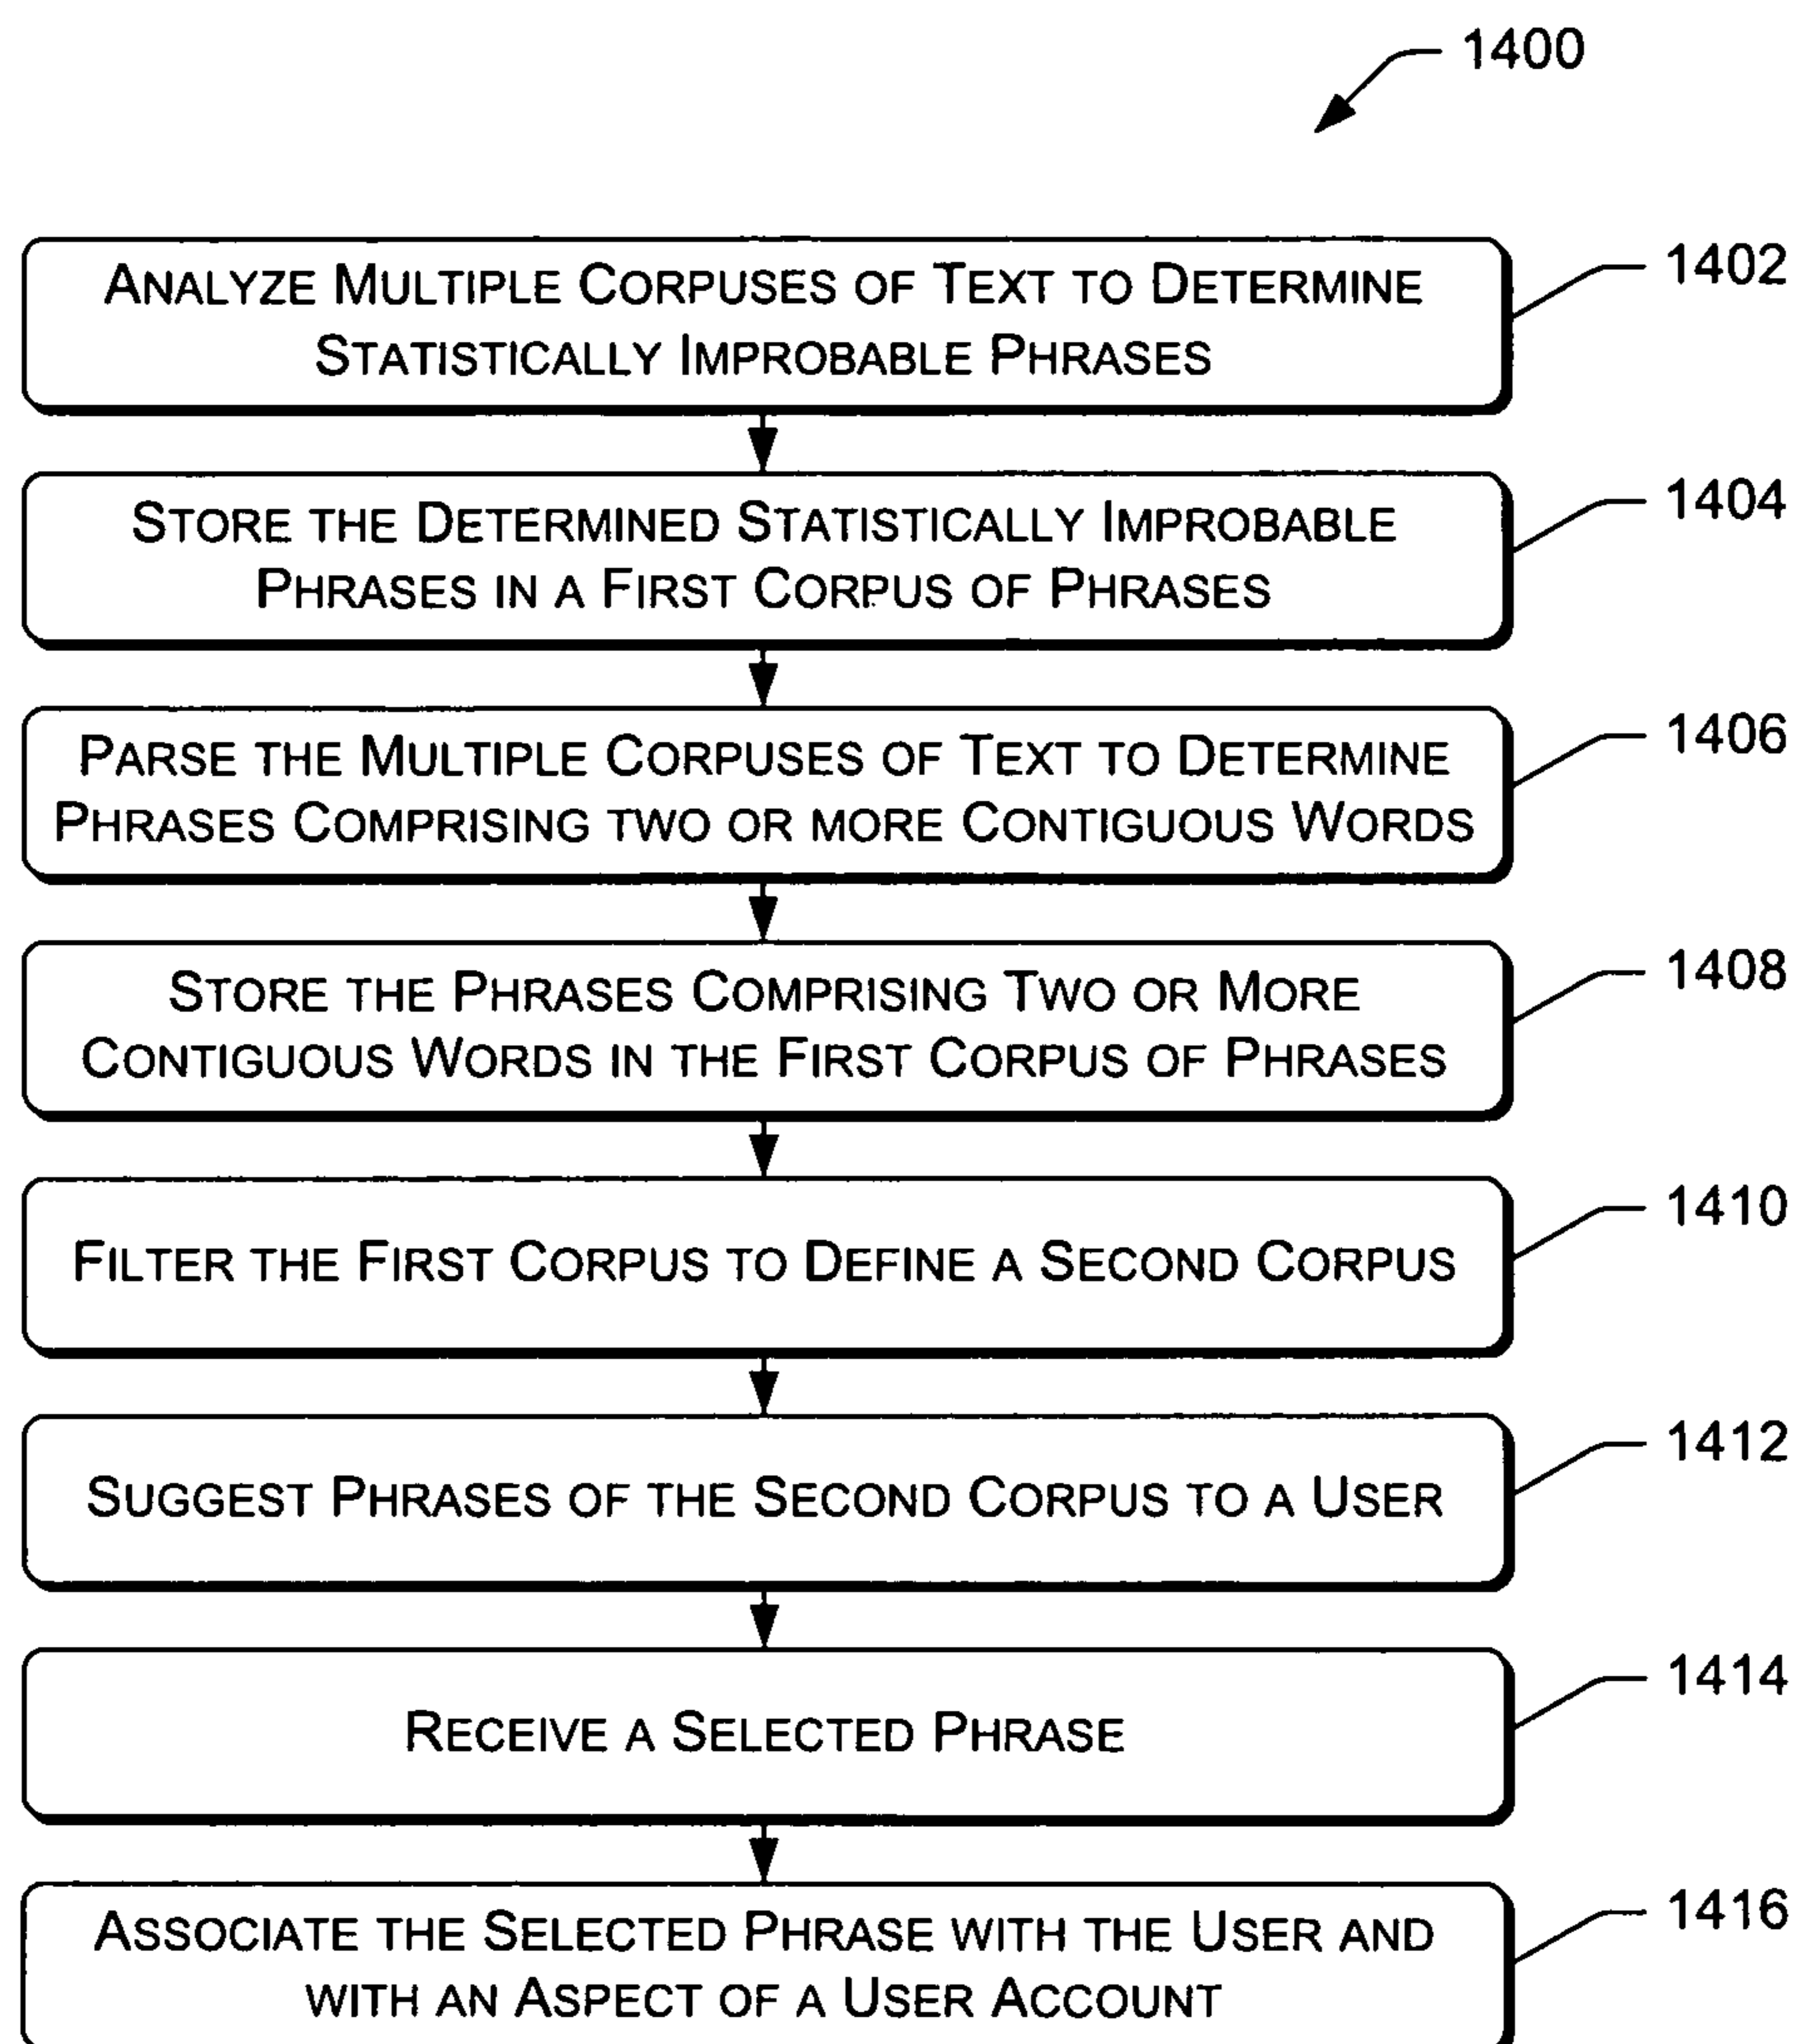 1400
ANALYZE MULTIPLE CORPUSES OF TEXT TO DETERMINE
STATISTICALLY IMPROBABLE PHRASES
1402
STORE THE DETERMINED STATISTICALLY IMPROBABLE
PHRASES IN A FIRST CORPUS OF PHRASES
1404
PARSE THE MULTIPLE CORPUSES OF TEXT TO DETERMINE
PHRASES COMPRISING TWO OR MORE CONTIGUOUS WORDS
1406
STORE THE PHRASES COMPRISING TWO OR MORE
CONTIGUOUS WORDS IN THE FIRST CORPUS OF PHRASES
1408
FILTER THE FIRST CORPUS TO DEFINE A SECOND CORPUS
1410
SUGGEST PHRASES OF THE SECOND CORPUS TO A USER
1412
RECEIVE A SELECTED PHRASE
1414
ASSOCIATE THE SELECTED PHRASE WITH THE USER AND
WITH AN ASPECT OF A USER ACCOUNT
1416